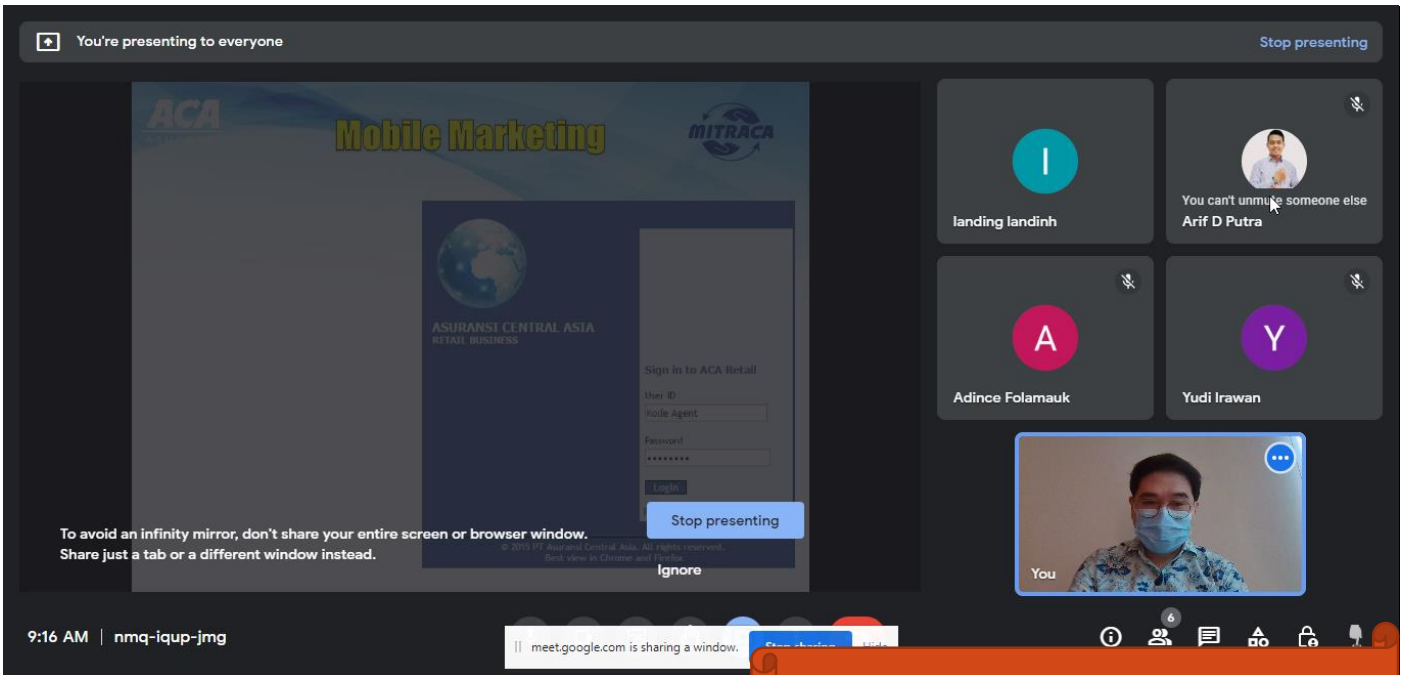 You're presenting to everyone
Stop presenting
ACA
Mobile Marketing
MITRACA
I
landing landinh
You can't unmute someone else
Arif D Putra
ASURANSI CENTRAL ASIA
RETAIL BUSINESS
Sign in to ACA Retail
User ID
Kode Agent
Password
Login
A
Adince Folamauk
Y
Yudi Irawan
To avoid an infinity mirror, don't share your entire screen or browser window.
Share just a tab or a different window instead.
Stop presenting
Ignore
© 2015 PT Asuransi Central Asia. All rights reserved.
Best view in Chrome and Firefox
You
9:16 AM | nmq-iqup-jmg
meet.google.com is sharing a window.
Stop sharing
Hide
6